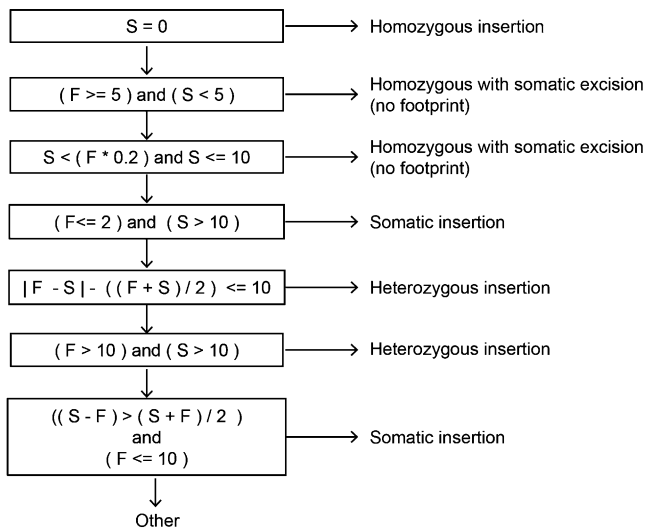 S = 0
Homozygous insertion
( F >= 5 ) and ( S < 5 )
Homozygous with somatic excision
(no footprint)
S < ( F * 0.2 ) and S <= 10
Homozygous with somatic excision
(no footprint)
( F<= 2 ) and ( S > 10 )
Somatic insertion
| F - S | - ( ( F + S ) / 2 ) <= 10
Heterozygous insertion
( F > 10 ) and ( S > 10 )
Heterozygous insertion
(( S - F ) > ( S + F ) / 2 )
and
( F <= 10 )
Somatic insertion
Other